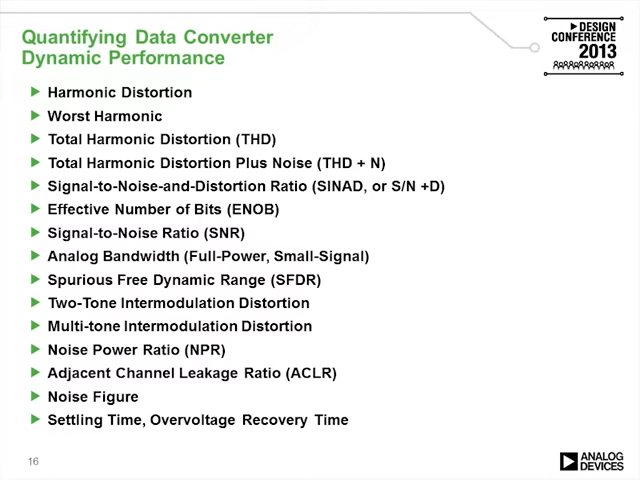 Quantifying Data Converter
Dynamic Performance
DESIGN
CONFERENCE
2013
Harmonic Distortion
Worst Harmonic
Total Harmonic Distortion (THD)
Total Harmonic Distortion Plus Noise (THD + N)
Signal-to-Noise-and-Distortion Ratio (SINAD, or S/N +D)
Effective Number of Bits (ENOB)
Signal-to-Noise Ratio (SNR)
Analog Bandwidth (Full-Power, Small-Signal)
Spurious Free Dynamic Range (SFDR)
Two-Tone Intermodulation Distortion
Multi-tone Intermodulation Distortion
Noise Power Ratio (NPR)
Adjacent Channel Leakage Ratio (ACLR)
Noise Figure
Settling Time, Overvoltage Recovery Time
16
ANALOG
DEVICES